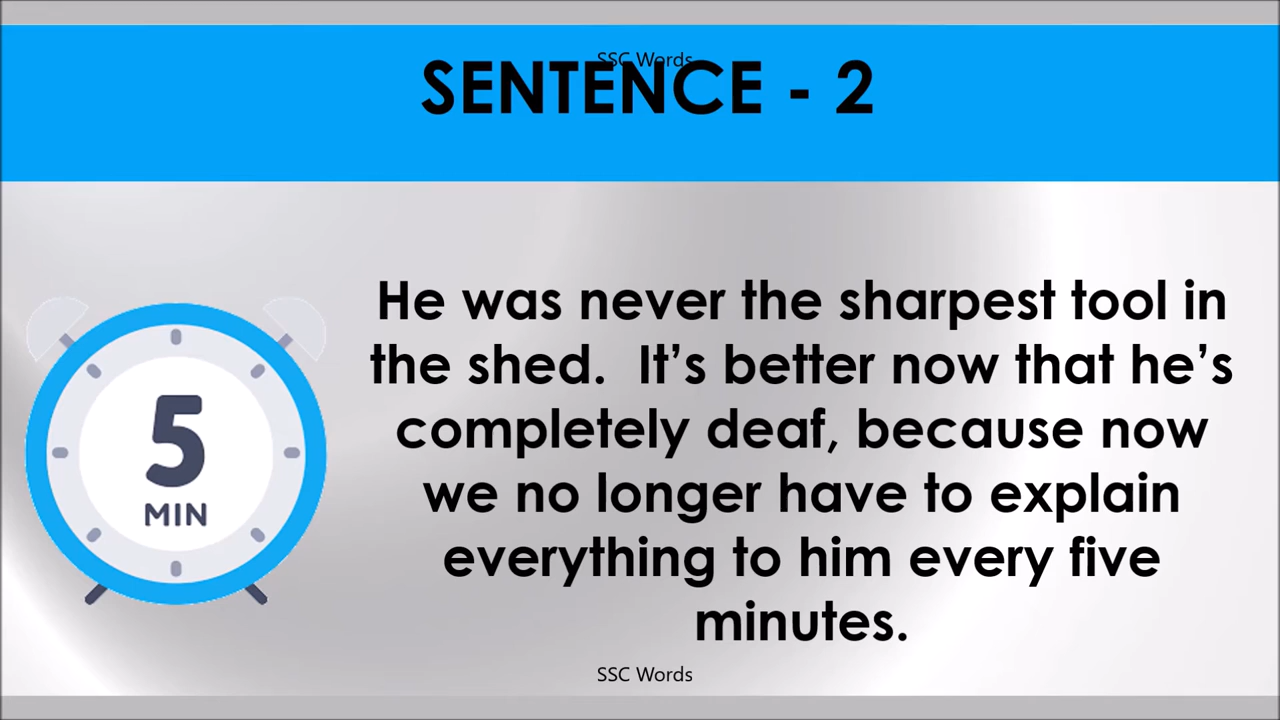 SSC Words
SENTENCE - 2
He was never the sharpest tool in
the shed.  It’s better now that he’s
completely deaf, because now
we no longer have to explain
everything to him every five
minutes.
5
MIN
SSC Words